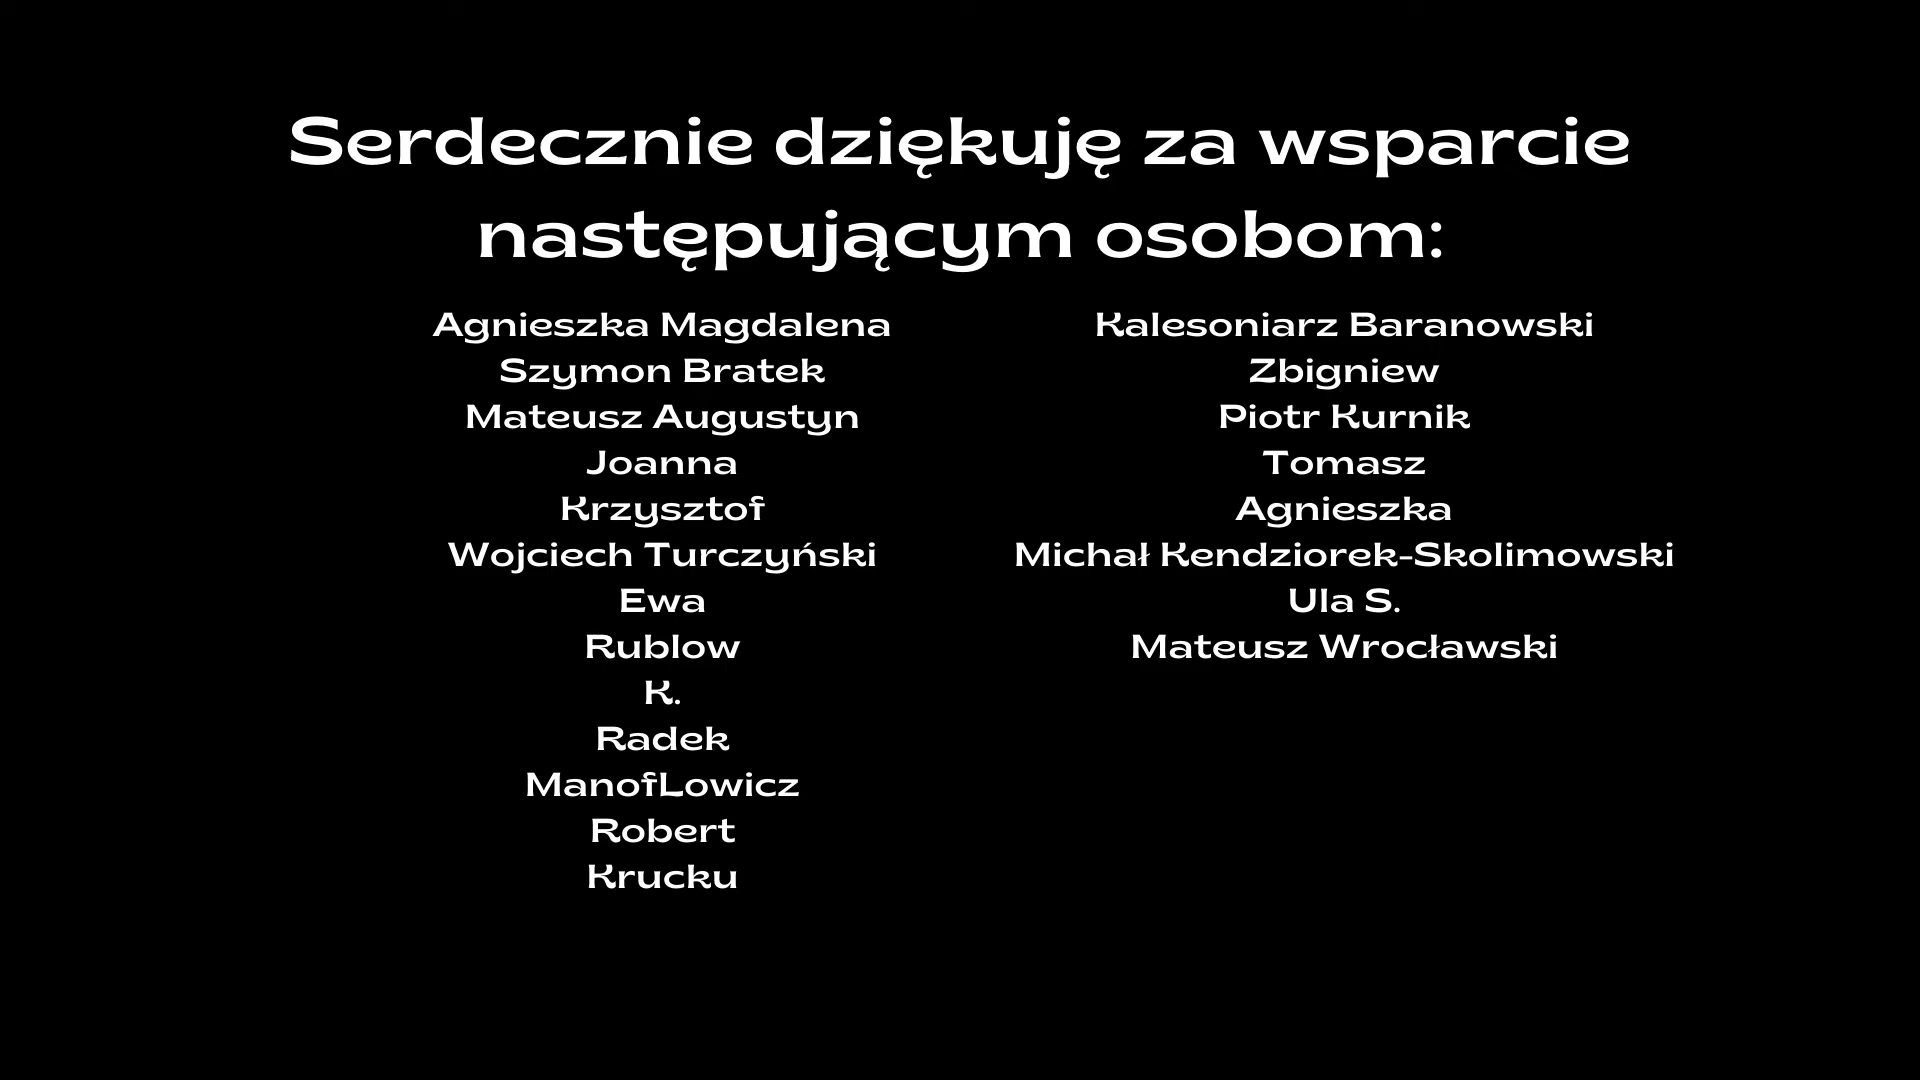 Serdecznie dziękuję za wsparcie
następującym osobom:
Agnieszka Magdalena
Szymon Bratek
Mateusz Augustyn
Joanna
Krzysztof
Wojciech Turczyński
Ewa
Rublow
K.
Radek
ManofLowicz
Robert
Krucku
Kalesoniarz Baranowski
Zbigniew
Piotr Kurnik
Tomasz
Agnieszka
Michał Kendziorek-Skolimowski
Ula S.
Mateusz Wrocławski